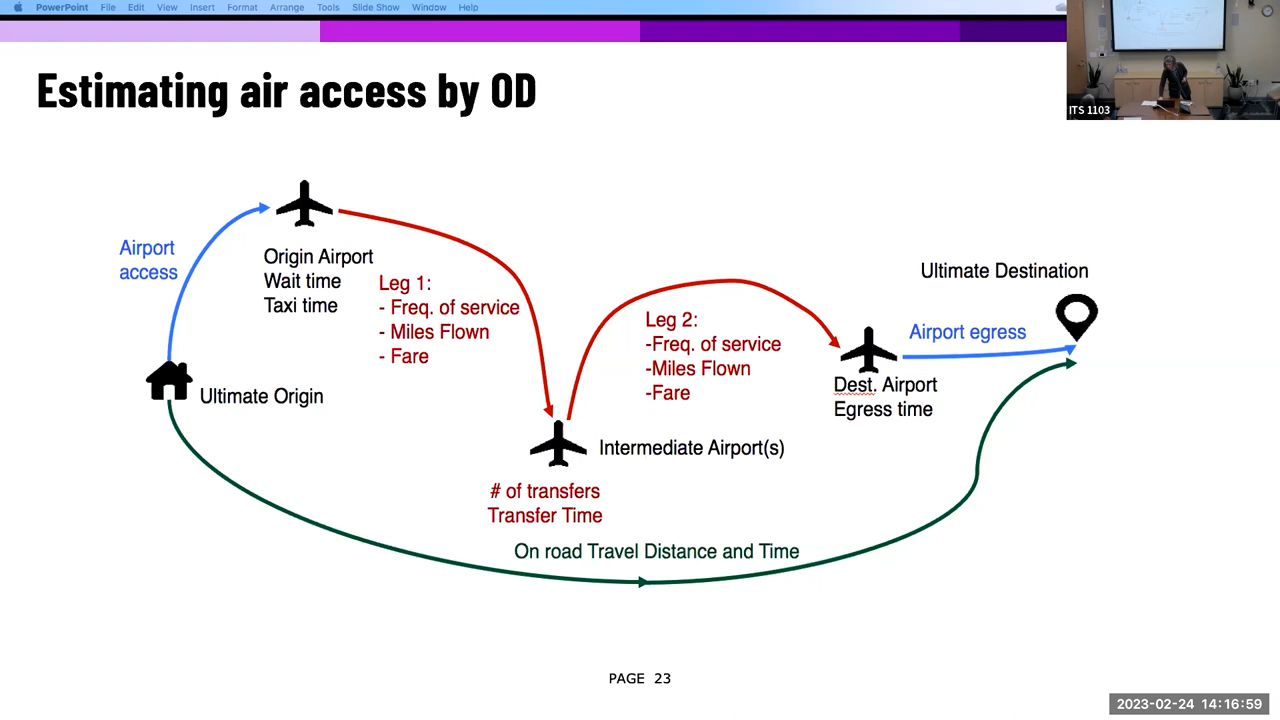 PowerPoint File Edit View Insert Format Arrange Tools Slide Show Window Help
ITS 1103
Estimating air access by OD
Airport
access
Origin Airport
Wait time
Taxi time
Leg 1:
- Freq. of service
- Miles Flown
- Fare
Ultimate Origin
Leg 2:
-Freq. of service
-Miles Flown
-Fare
Ultimate Destination
Airport egress
Dest. Airport
Egress time
Intermediate Airport(s)
# of transfers
Transfer Time
On road Travel Distance and Time
PAGE 23
2023-02-24 14:16:59